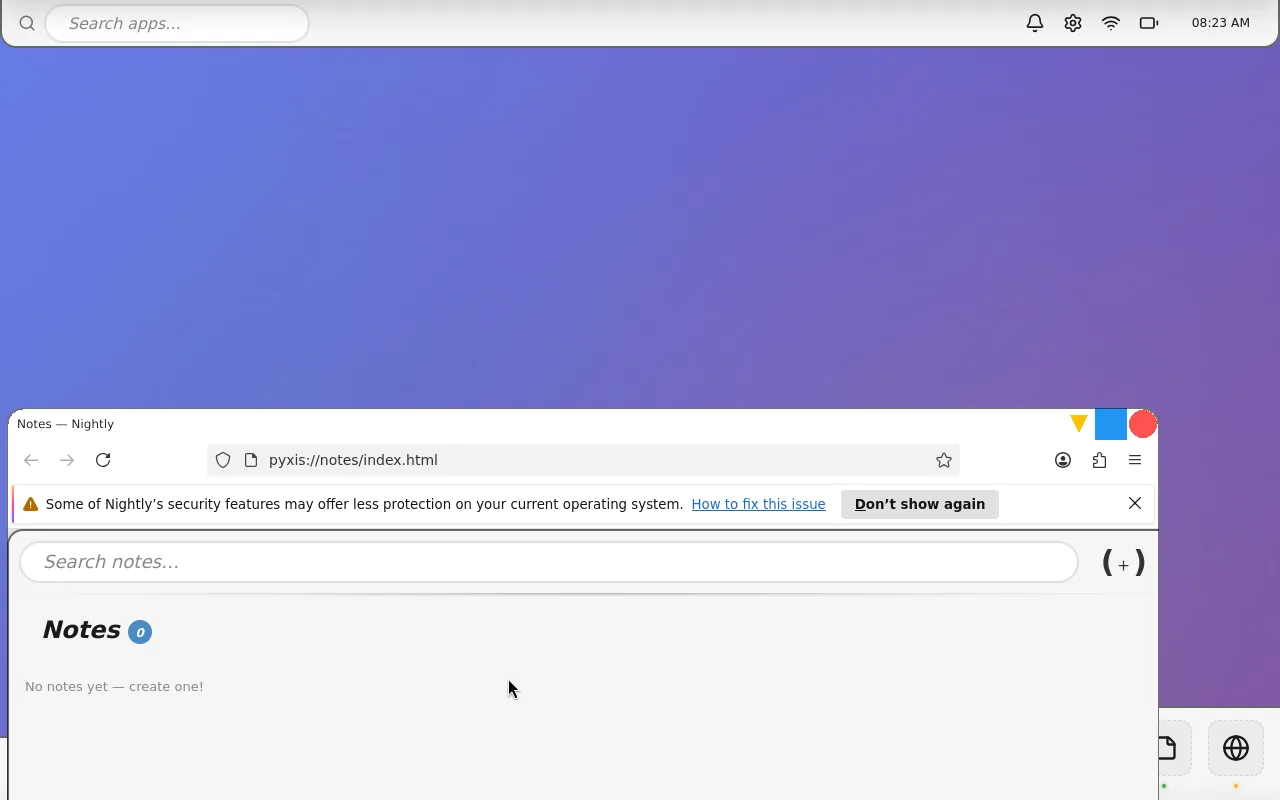 Search apps...
08:23 AM
Notes — Nightly
pyxis://notes/index.html
Some of Nightly’s security features may offer less protection on your current operating system. How to fix this issue Don’t show again
Search notes...
( + )
Notes 0
No notes yet — create one!